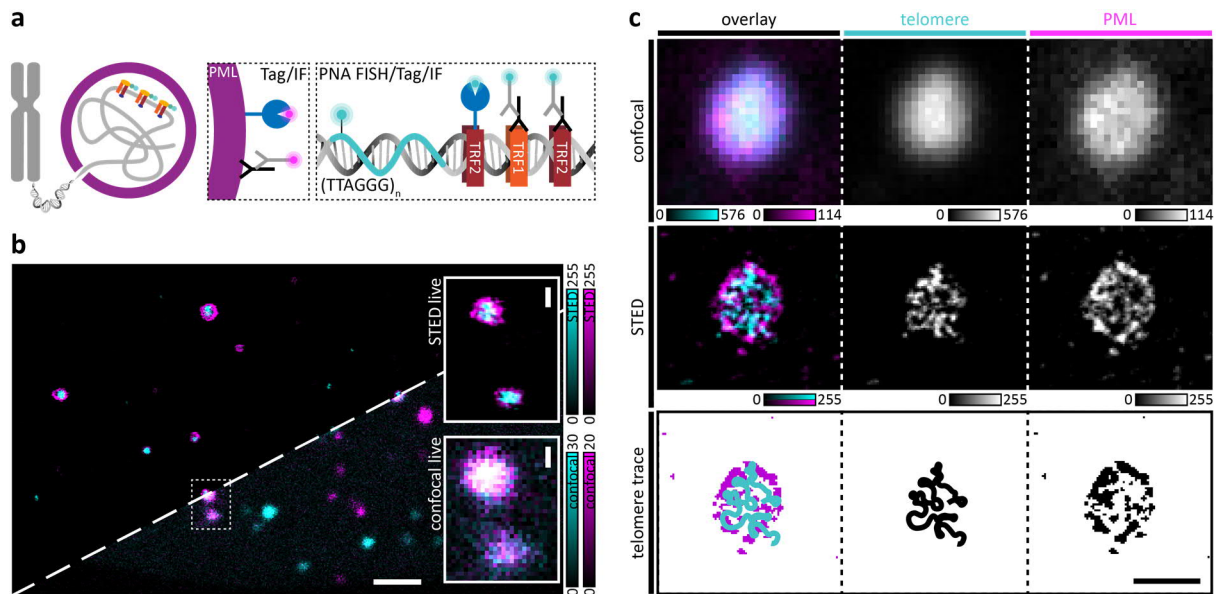 a
PML
Tag/IF
PNA FISH/Tag/IF
TRF2
TRF1
TRF2
(TTAGGG)n
b
STED live
confocal live
0 STED 255
0 STED 255
0 confocal 30
0 confocal 20
c
overlay
telomere
PML
confocal
0 576 0 114
0 576
0 114
STED
0 255
0 255
0 255
telomere trace